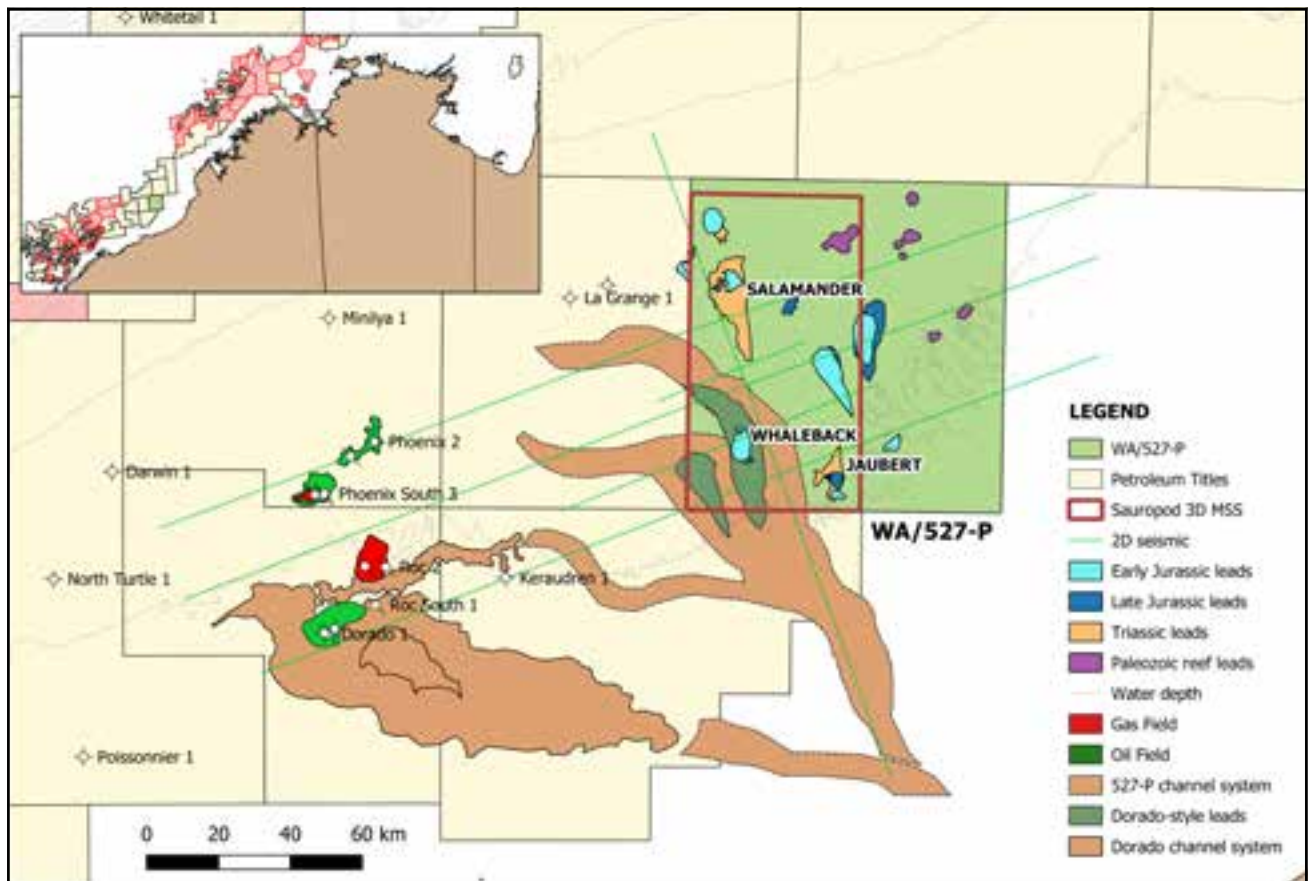 Whitetail 1
La Grange 1
Minilya 1
SALAMANDER
WHALEBACK
JAUBERT
WA/527-P
Phoenix 2
Darwin 1
Phoenix South 3
North Turtle 1
Keraudren 1
Roc South 1
Dorado 1
Poissonnier 1
0 20 40 60 km
LEGEND
WA/527-P
Petroleum Titles
Sauropod 3D MSS
2D seismic
Early Jurassic leads
Late Jurassic leads
Triassic leads
Paleozoic reef leads
Water depth
Gas Field
Oil Field
527-P channel system
Dorado-style leads
Dorado channel system